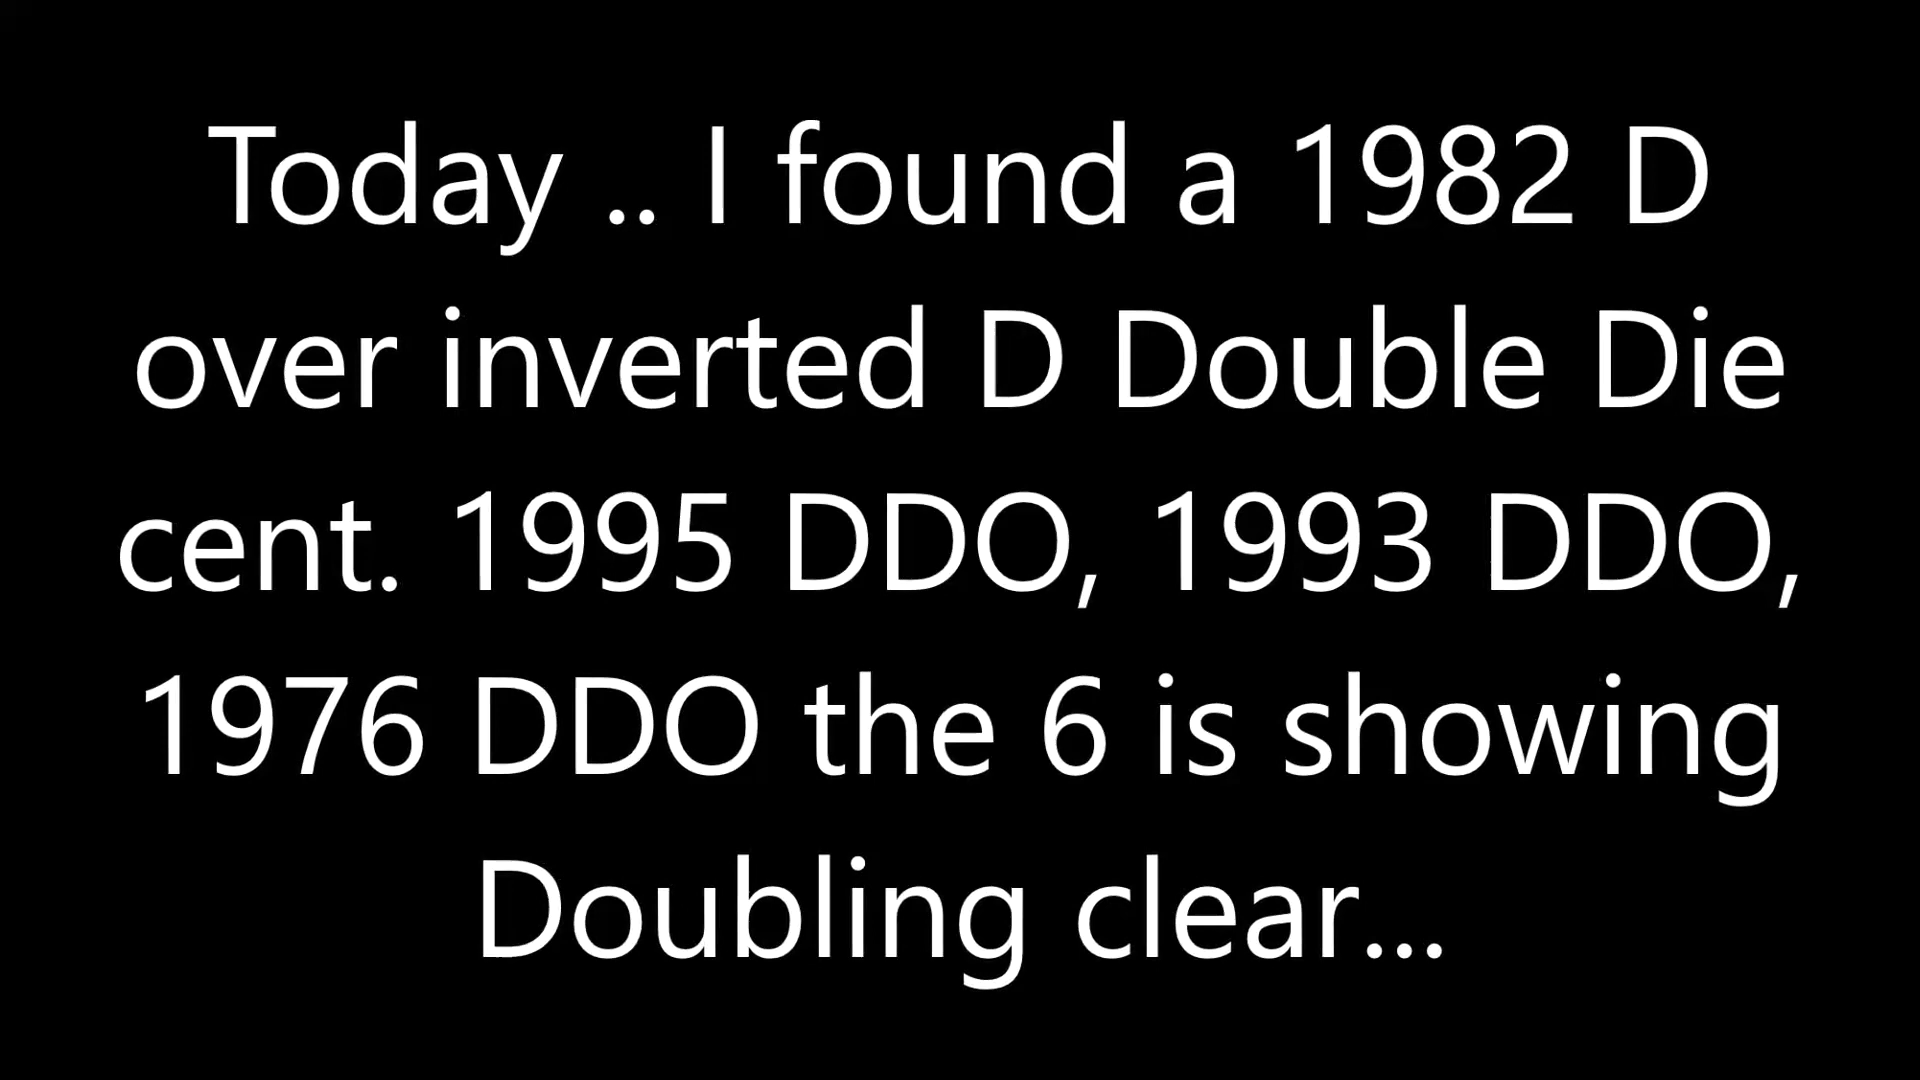 Today .. I found a 1982 D
over inverted D Double Die
cent. 1995 DDO, 1993 DDO,
1976 DDO the 6 is showing
Doubling clear...